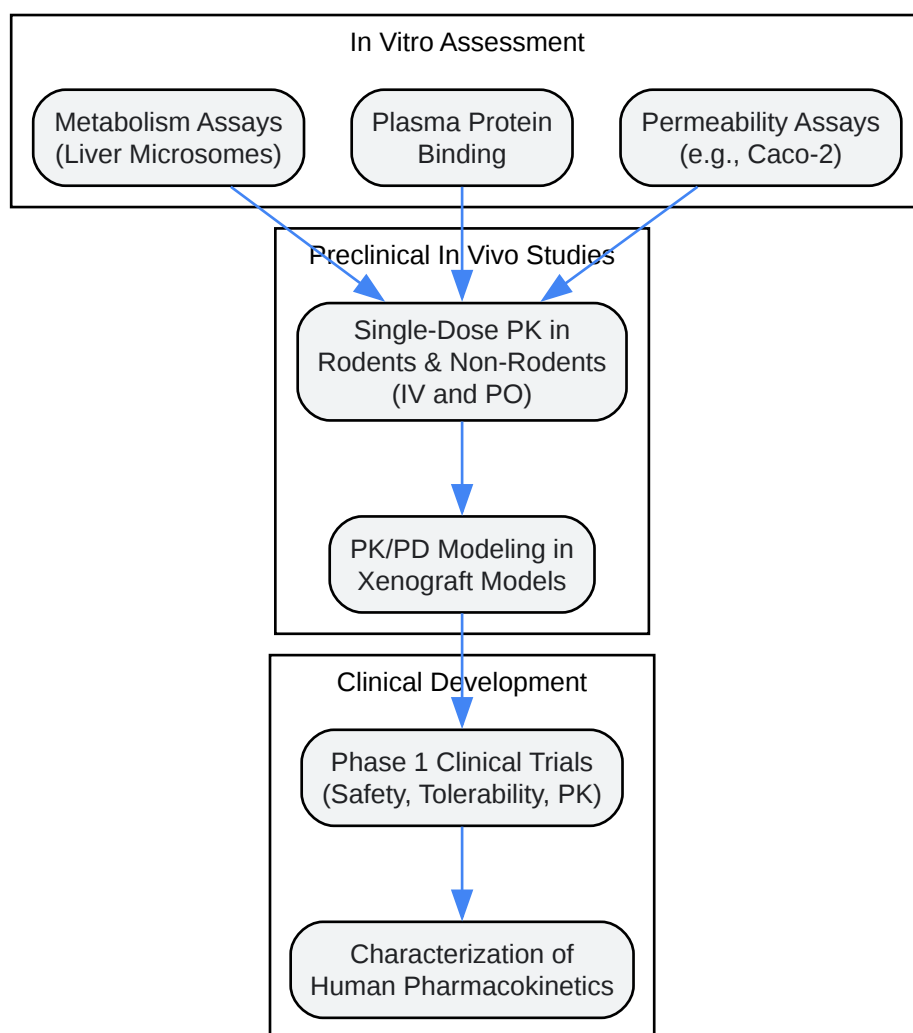 In Vitro Assessment
Metabolism Assays
(Liver Microsomes)
Plasma Protein
Binding
Permeability Assays
(e.g., Caco-2)
Preclinical In Vivo Studies
Single-Dose PK in
Rodents & Non-Rodents
(IV and PO)
PK/PD Modeling in
Xenograft Models
Clinical Development
Phase 1 Clinical Trials
(Safety, Tolerability, PK)
Characterization of
Human Pharmacokinetics